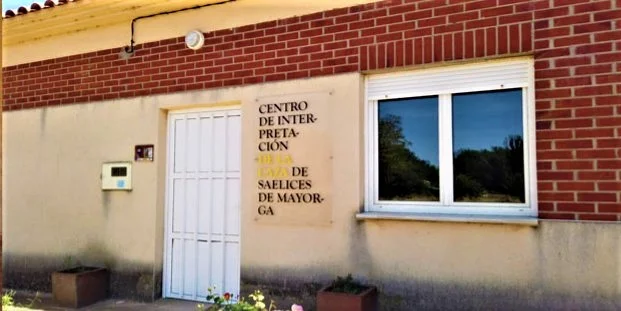 CENTRO
DE INTER-
PRETA-
CIÓN
DE LA
CAZA DE
SAELICES
DE MAYOR-
GA